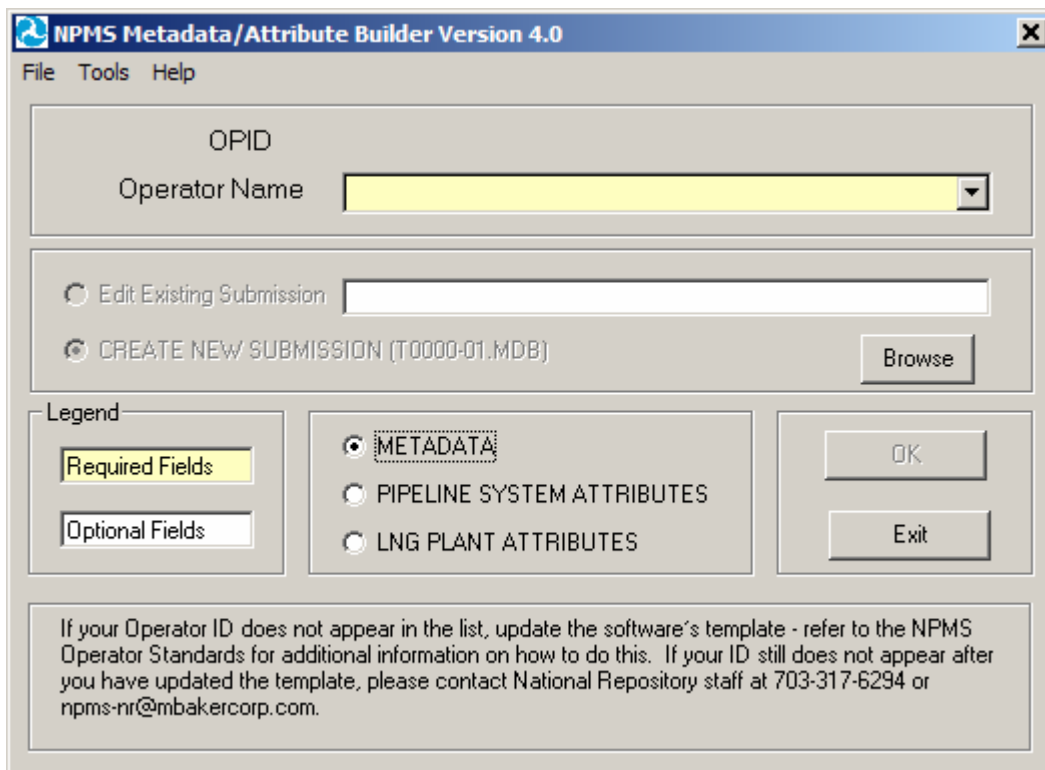 NPMS Metadata/Attribute Builder Version 4.0
File Tools Help
OPID
Operator Name
Edit Existing Submission
CREATE NEW SUBMISSION (T0000-01.MDB)
Browse
Legend
Required Fields
Optional Fields
METADATA
PIPELINE SYSTEM ATTRIBUTES
LNG PLANT ATTRIBUTES
OK
Exit
If your Operator ID does not appear in the list, update the software's template - refer to the NPMS
Operator Standards for additional information on how to do this.  If your ID still does not appear after
you have updated the template, please contact National Repository staff at 703-317-6294 or
npms-nr@mbakercorp.com.